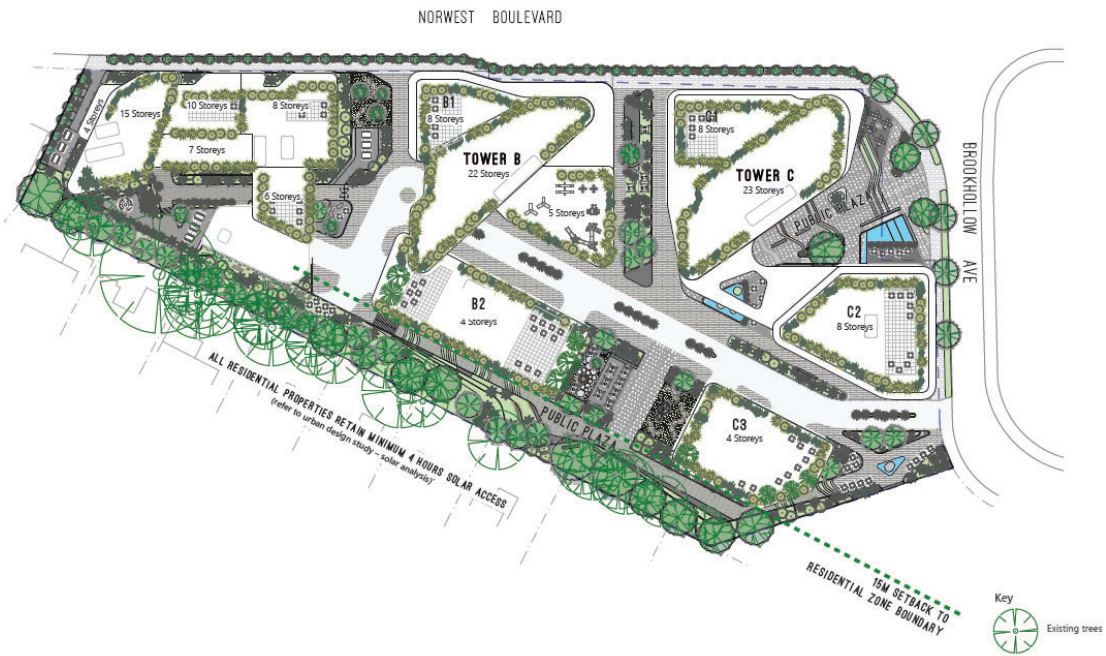 NORWEST BOULEVARD
4 Storeys
15 Storeys
10 Storeys
8 Storeys
7 Storeys
6 Storeys
B1
8 Storeys
TOWER B
22 Storeys
5 Storeys
C1
8 Storeys
TOWER C
23 Storeys
PUBLIC PLAZA
BROOKHOLLOW AVE
B2
4 Storeys
C2
8 Storeys
PUBLIC PLAZA
C3
4 Storeys
ALL RESIDENTIAL PROPERTIES RETAIN MINIMUM 4 HOURS SOLAR ACCESS
(refer to urban design study - solar analysis)
15M SETBACK TO
RESIDENTIAL ZONE BOUNDARY
Key
Existing trees